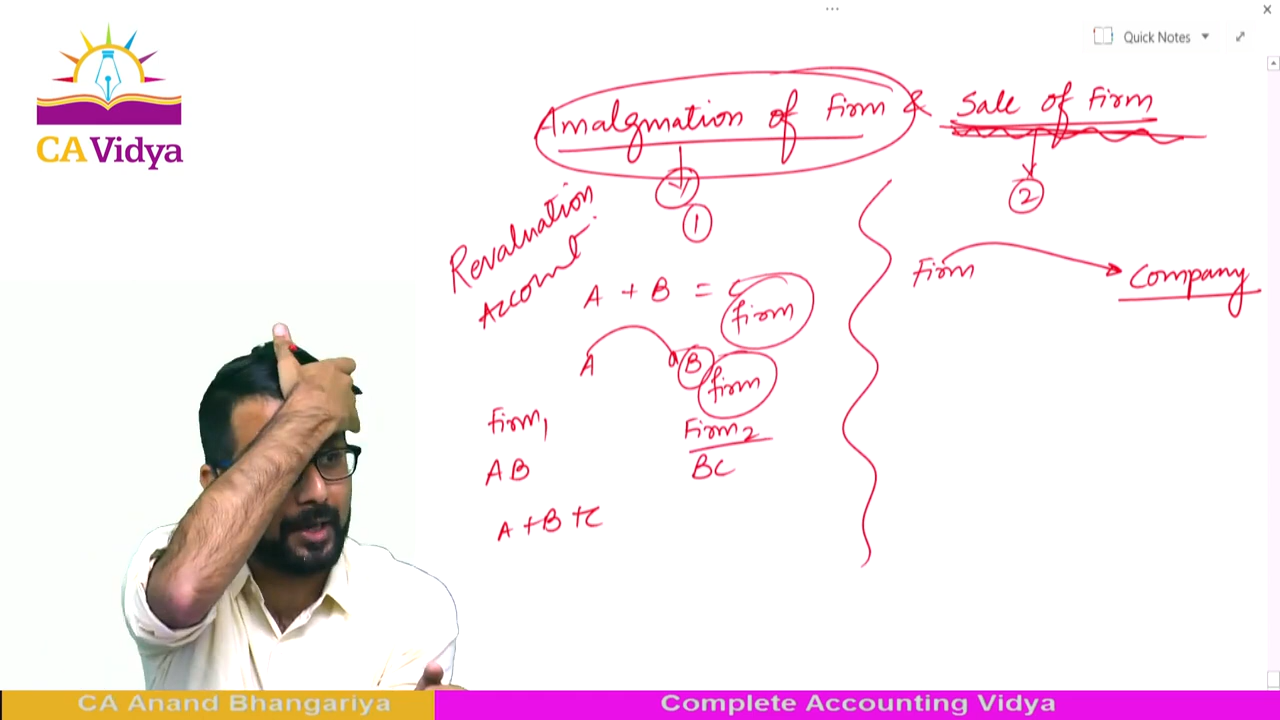 Quick Notes
CA Vidya
Amalgmation of Firm & Sale of Firm
1
2
Revaluation
Account
A + B = C
firm
A B
firm
Firm Company
firm1 Firm2
AB BC
A + B + C
CA Anand Bhangariya Complete Accounting Vidya